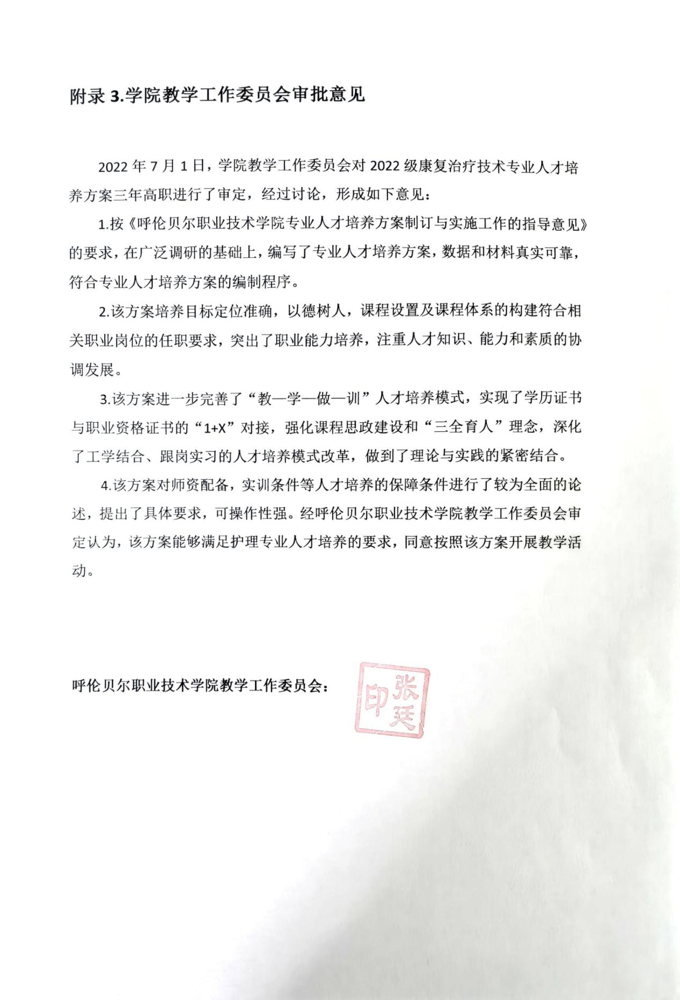 附录 3.学院教学工作委员会审批意见
2022 年 7 月 1 日，学院教学工作委员会对 2022 级康复治疗技术专业人才培
养方案三年高职进行了审定，经过讨论，形成如下意见：
1.按《呼伦贝尔职业技术学院专业人才培养方案制订与实施工作的指导意见》
的要求，在广泛调研的基础上，编写了专业人才培养方案，数据和材料真实可靠，
符合专业人才培养方案的编制程序。
2.该方案培养目标定位准确，以德树人，课程设置及课程体系的构建符合相
关职业岗位的任职要求，突出了职业能力培养，注重人才知识、能力和素质的协
调发展。
3.该方案进一步完善了“教—学—做—训”人才培养模式，实现了学历证书
与职业资格证书的“1+X”对接，强化课程思政建设和“三全育人”理念，深化
了工学结合、跟岗实习的人才培养模式改革，做到了理论与实践的紧密结合。
4.该方案对师资配备，实训条件等人才培养的保障条件进行了较为全面的论
述，提出了具体要求，可操作性强。经呼伦贝尔职业技术学院教学工作委员会审
定认为，该方案能够满足护理专业人才培养的要求，同意按照该方案开展教学活
动。
呼伦贝尔职业技术学院教学工作委员会：
张廷印